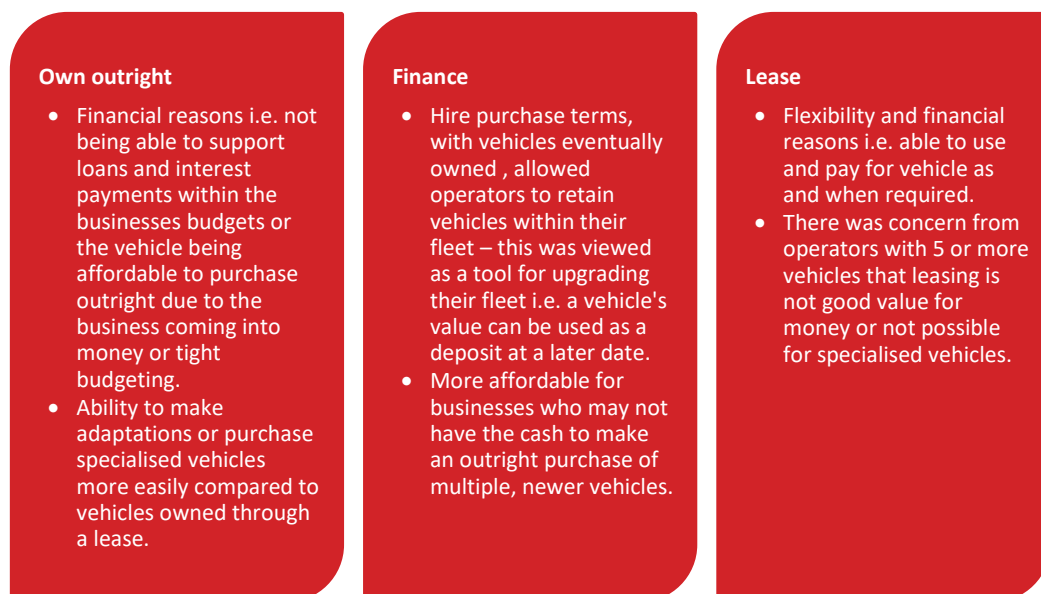 Own outright
• Financial reasons i.e. not
being able to support
loans and interest
payments within the
businesses budgets or
the vehicle being
affordable to purchase
outright due to the
business coming into
money or tight
budgeting.
• Ability to make
adaptations or purchase
specialised vehicles
more easily compared to
vehicles owned through
a lease.
Finance
• Hire purchase terms,
with vehicles eventually
owned , allowed
operators to retain
vehicles within their
fleet – this was viewed
as a tool for upgrading
their fleet i.e. a vehicle's
value can be used as a
deposit at a later date.
• More affordable for
businesses who may not
have the cash to make
an outright purchase of
multiple, newer vehicles.
Lease
• Flexibility and financial
reasons i.e. able to use
and pay for vehicle as
and when required.
• There was concern from
operators with 5 or more
vehicles that leasing is
not good value for
money or not possible
for specialised vehicles.